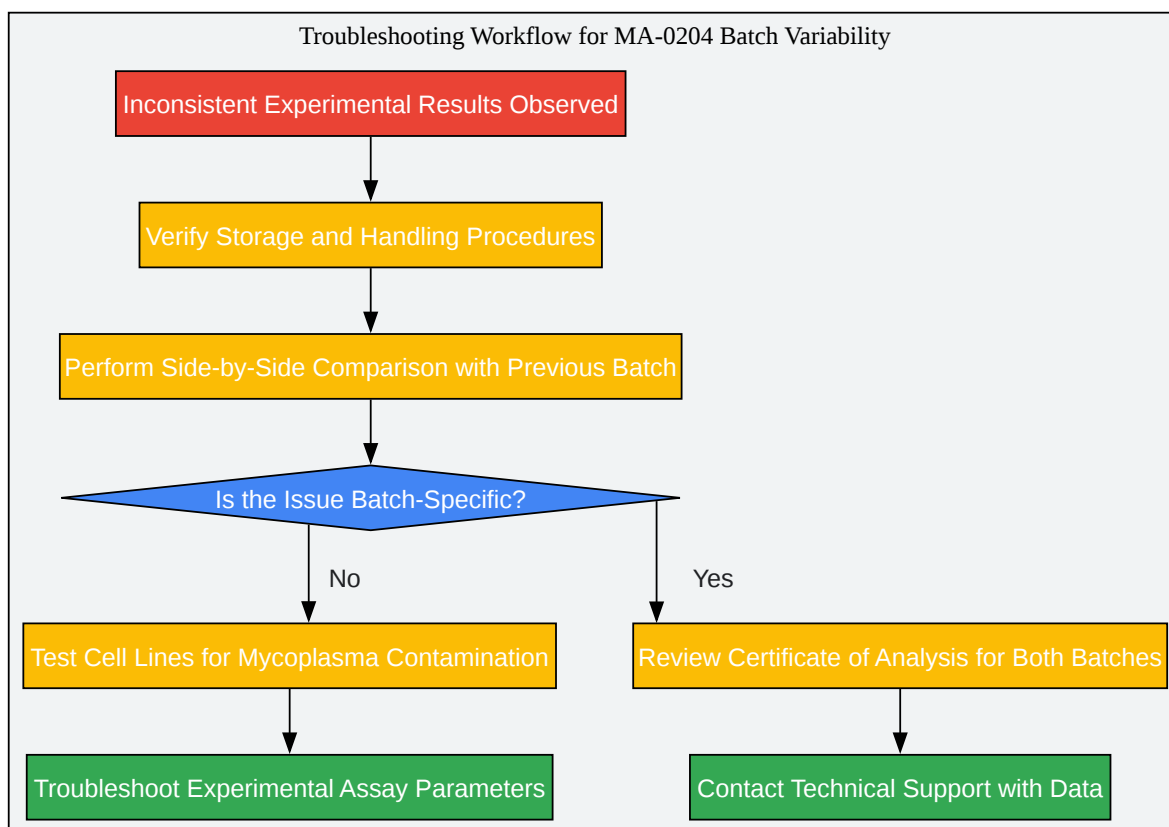 Troubleshooting Workflow for MA-0204 Batch Variability
Inconsistent Experimental Results Observed
Verify Storage and Handling Procedures
Perform Side-by-Side Comparison with Previous Batch
Is the Issue Batch-Specific?
No
Yes
Test Cell Lines for Mycoplasma Contamination
Review Certificate of Analysis for Both Batches
Troubleshoot Experimental Assay Parameters
Contact Technical Support with Data